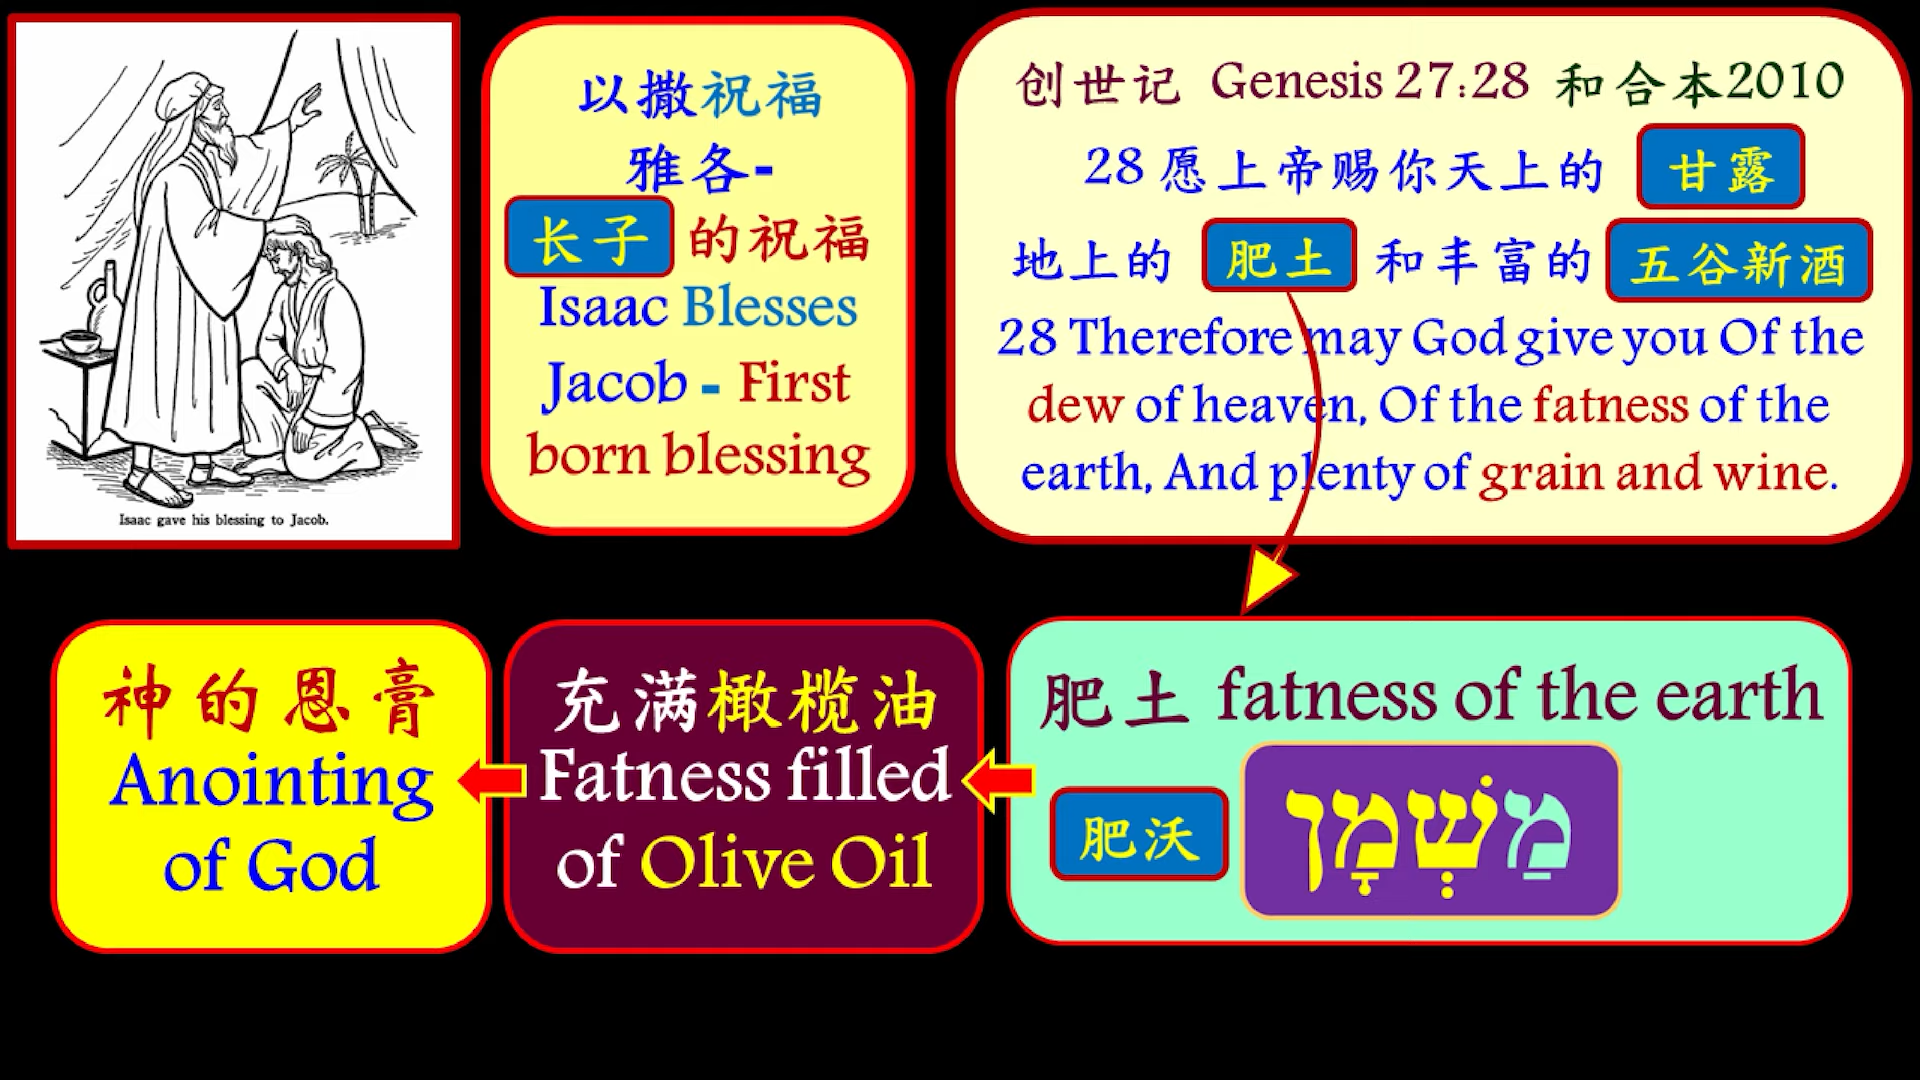 Isaac gave his blessing to Jacob.
以撒祝福
雅各-
长子 的祝福
Isaac Blesses
Jacob - First
born blessing
创世记 Genesis 27:28 和合本2010
28 愿上帝赐你天上的 甘露
地上的 肥土 和丰富的 五谷新酒
28 Therefore may God give you Of the
dew of heaven, Of the fatness of the
earth, And plenty of grain and wine.
神的恩膏
Anointing
of God
充满橄榄油
Fatness filled
of Olive Oil
肥土 fatness of the earth
肥沃 מַשְׁמָן